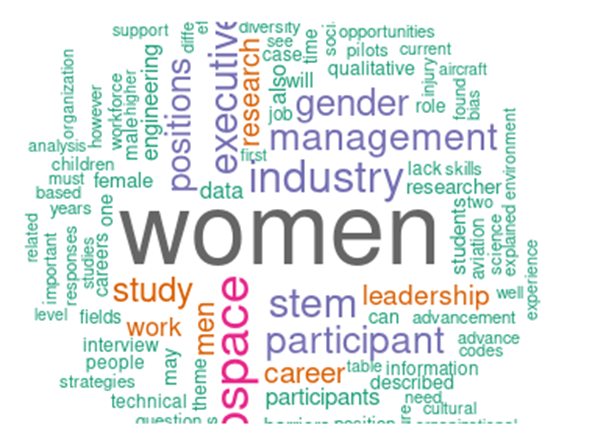 support
diffe
ef
executive
diversity
see
case
time
soci
opportunities
pilots
current
qualitative
organization
however
workforce
male
higher
engineering
positions
research
also
will
job
gender
role
injury
aircraft
found
bias
management
analysis
children
must
female
based
years
one
first
data
industry
lack
skills
researcher
environment
women
related
important
responses
studies
careers
students
two
aviation
science
explained
experience
study
work
men
ospace
stem
leadership
well
can
advancement
participant
level
fields
interview
people
strategies
may
theme
technical
advance
codes
career
table
information
described
participants
need
cultural
question
s
barriers
position
ure
organizational